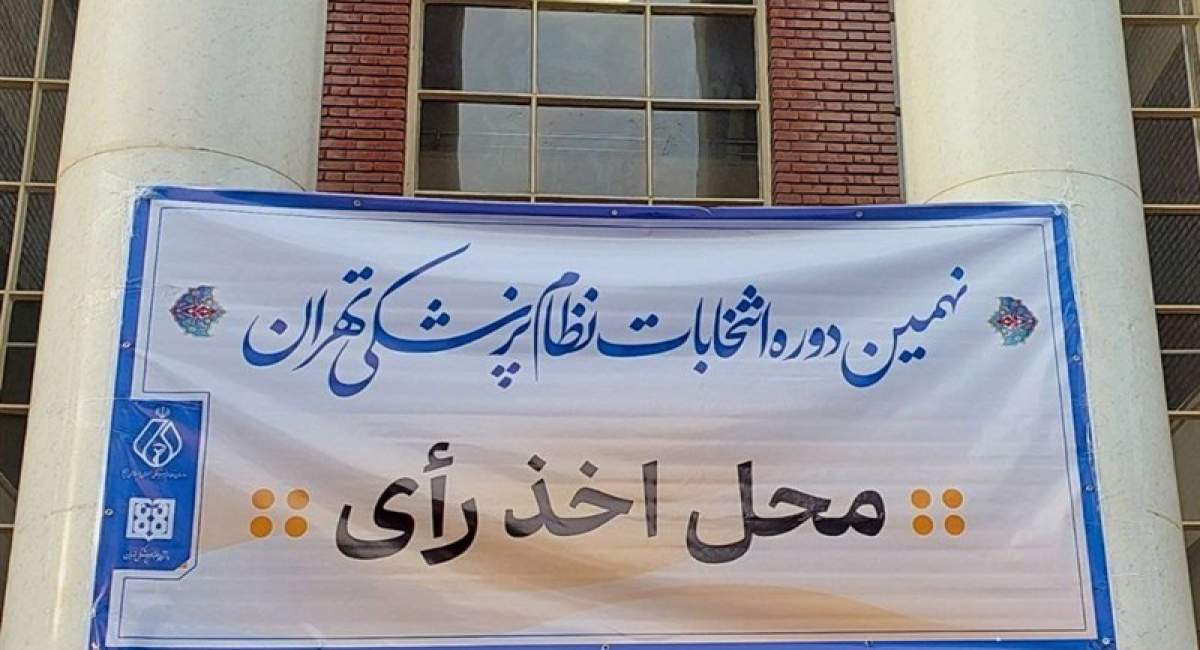 نهمین دوره انتخابات نظام پزشکی تهران
محل اخذ رأی